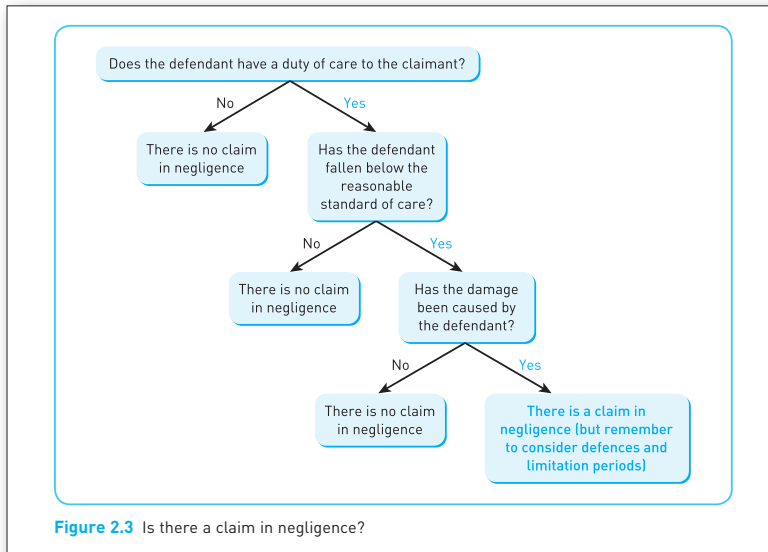 Does the defendant have a duty of care to the claimant?
No
Yes
There is no claim
in negligence
Has the defendant
fallen below the
reasonable
standard of care?
No
Yes
There is no claim
in negligence
Has the damage
been caused by
the defendant?
No
Yes
There is no claim
in negligence
There is a claim in
negligence (but remember
to consider defences and
limitation periods)
Figure 2.3 Is there a claim in negligence?